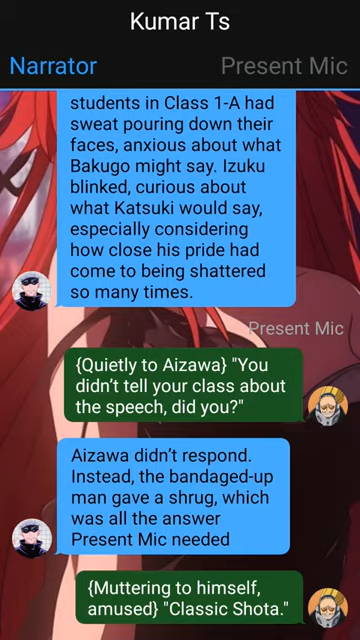 Kumar Ts
Narrator
Present Mic
students in Class 1-A had
sweat pouring down their
faces, anxious about what
Bakugo might say. Izuku
blinked, curious about
what Katsuki would say,
especially considering
how close his pride had
come to being shattered
so many times.
Present Mic
{Quietly to Aizawa} "You
didn't tell your class about
the speech, did you?"
Aizawa didn't respond.
Instead, the bandaged-up
man gave a shrug, which
was all the answer
Present Mic needed
{Muttering to himself,
amused} "Classic Shota."